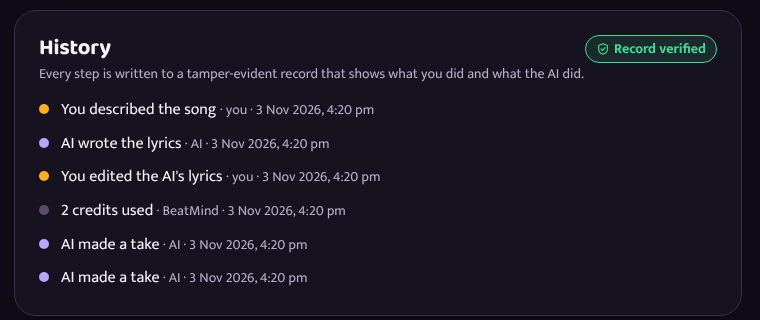 History
Record verified
Every step is written to a tamper-evident record that shows what you did and what the AI did.
You described the song · you · 3 Nov 2026, 4:20 pm
AI wrote the lyrics · AI · 3 Nov 2026, 4:20 pm
You edited the AI's lyrics · you · 3 Nov 2026, 4:20 pm
2 credits used · BeatMind · 3 Nov 2026, 4:20 pm
AI made a take · AI · 3 Nov 2026, 4:20 pm
AI made a take · AI · 3 Nov 2026, 4:20 pm